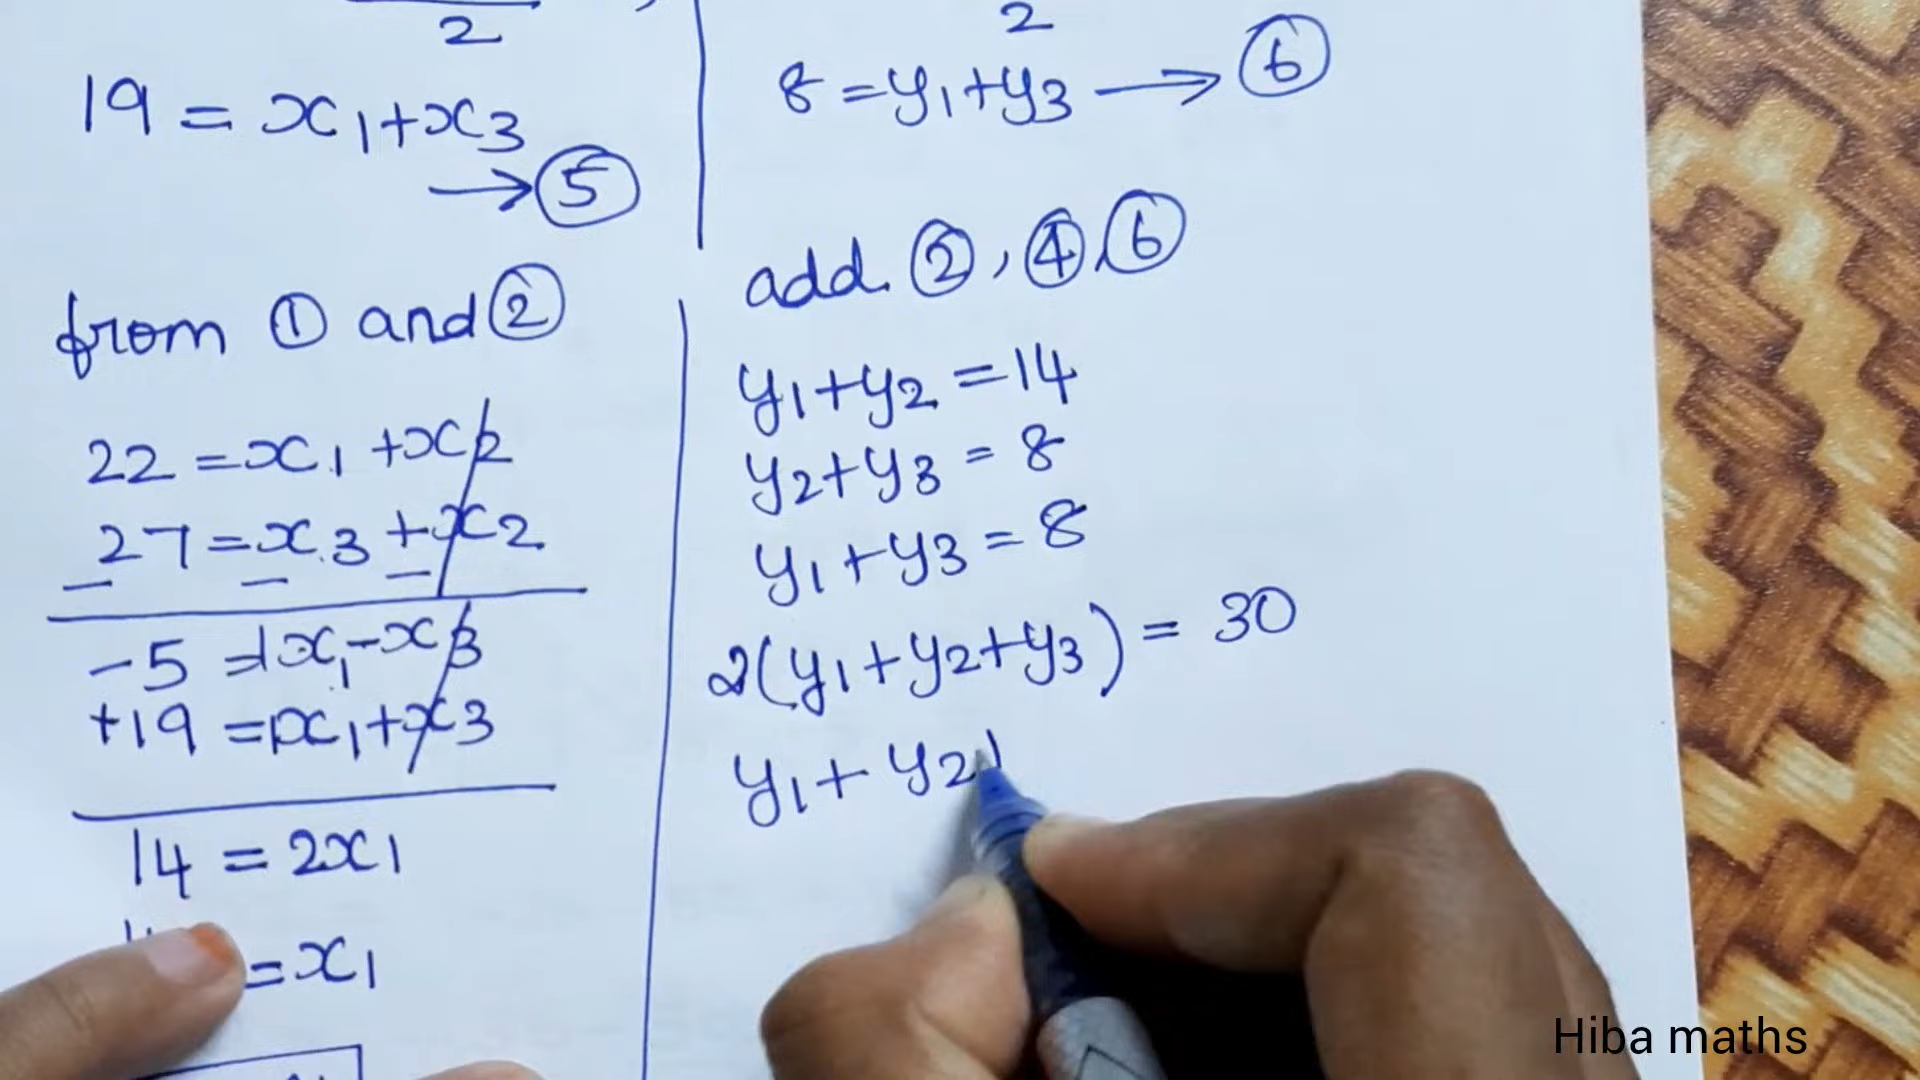 2
19 = x1+x3
→ 5
from 1 and 2
22 = x1 + x2
27 = x3 + x2
- - -
-5 = 1x1 - x3
+19 = x1 + x3
14 = 2x1
= x1
2
8 = y1+y3 → 6
add. 2, 4, 6
y1+y2 = 14
y2+y3 = 8
y1+y3 = 8
2(y1+y2+y3) = 30
y1+ y2
Hiba maths